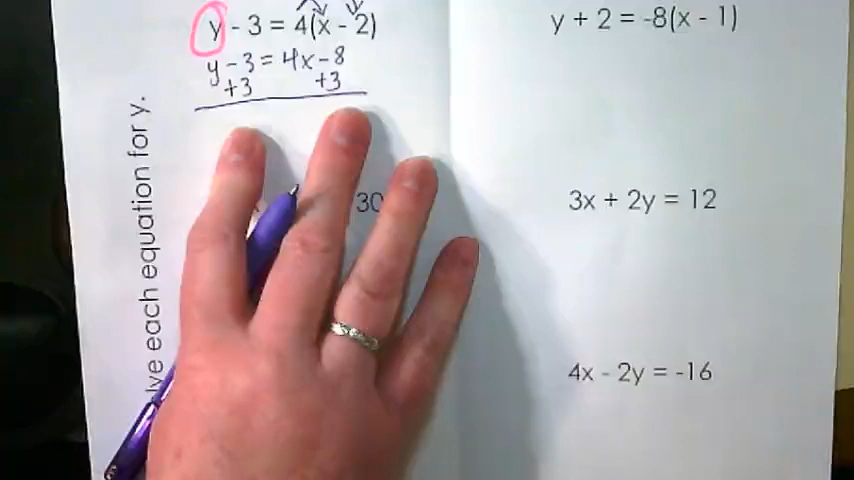 y - 3 = 4(x - 2)
y - 3 = 4x - 8
+3 +3
30
each equation for y.
y + 2 = -8(x - 1)
3x + 2y = 12
4x - 2y = -16